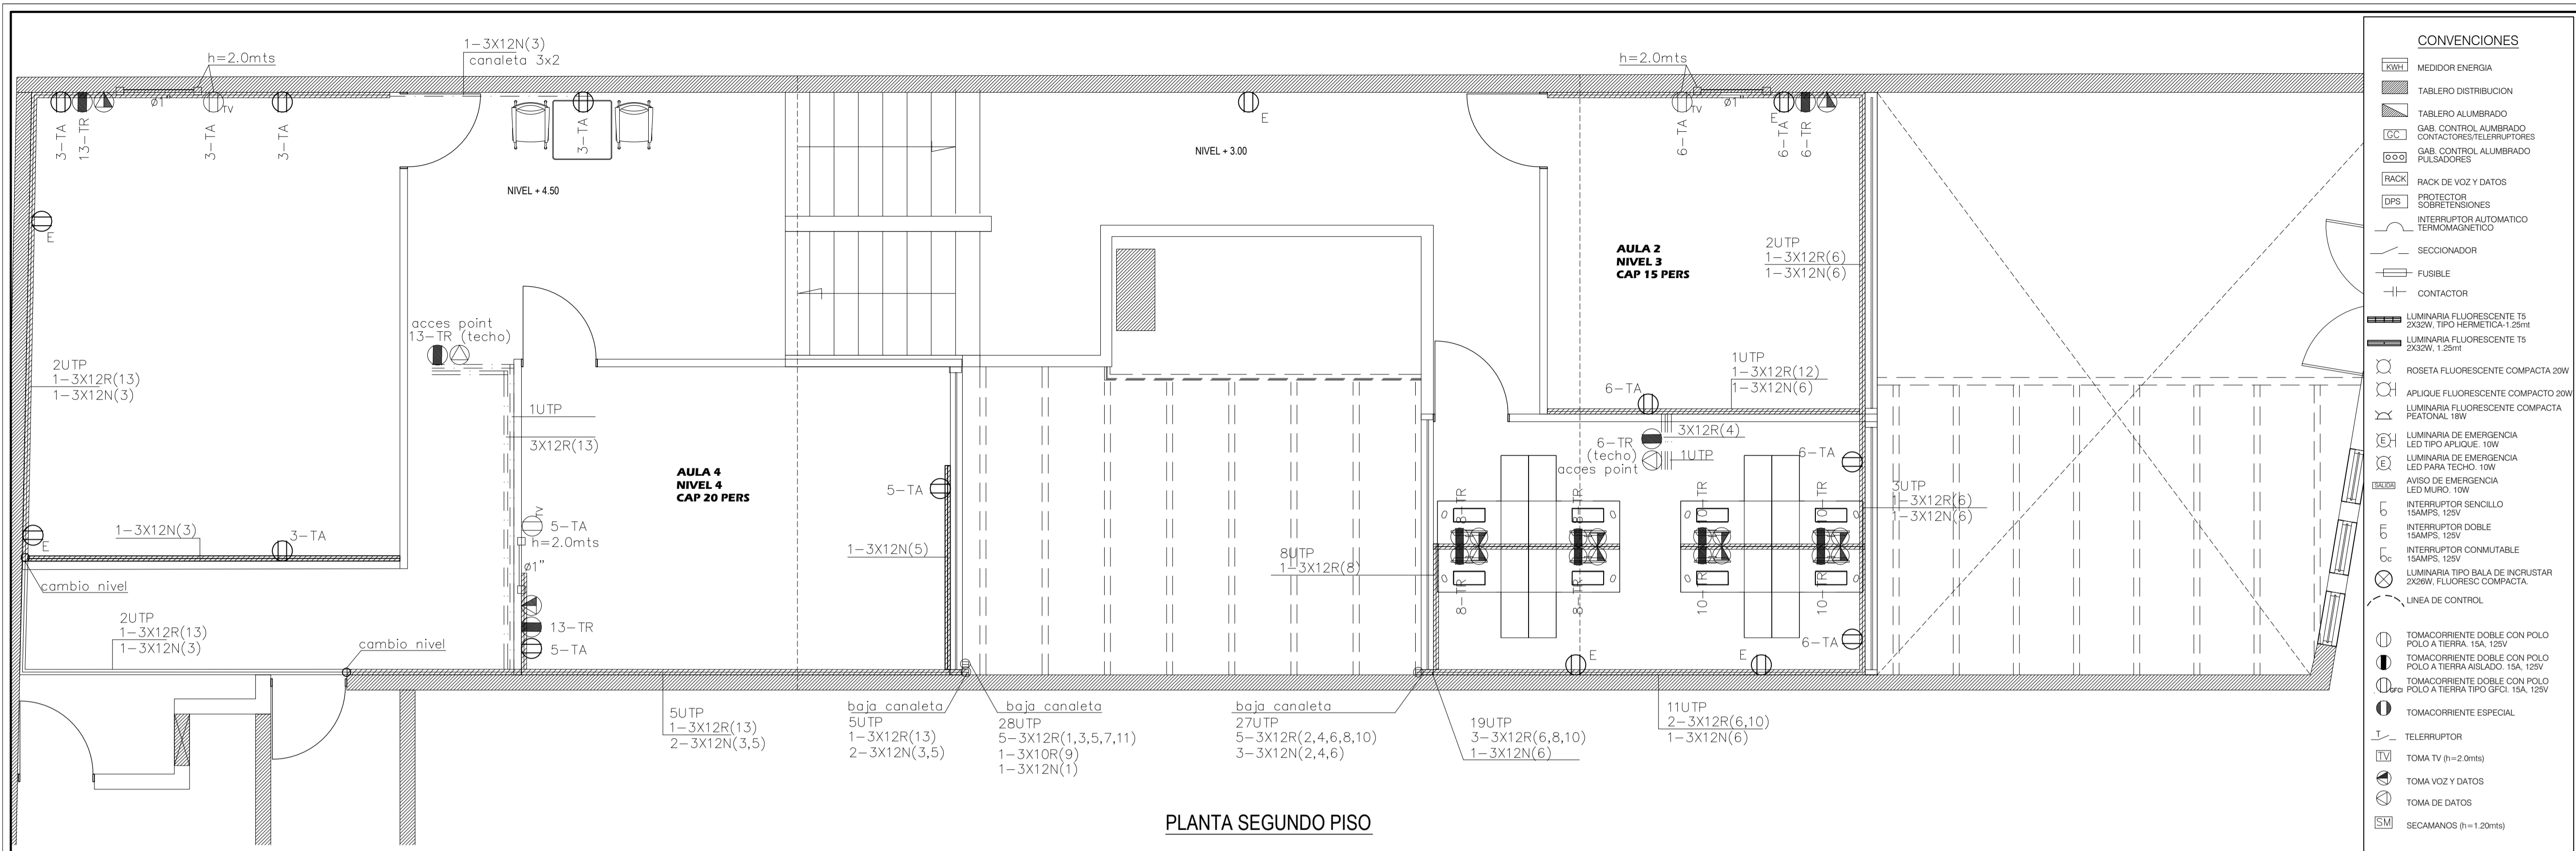 1-3X12N(3)
canaleta 3x2
h=2.0mts
ø1"
TV
3-TA
13-TR
3-TA
3-TA
3-TA
E
NIVEL + 4.50
acces point
13-TR (techo)
2UTP
1-3X12R(13)
1-3X12N(3)
1UTP
3X12R(13)
AULA 4
NIVEL 4
CAP 20 PERS
5-TA
TV
5-TA
h=2.0mts
ø1"
13-TR
5-TA
1-3X12N(5)
1-3X12N(3)
3-TA
E
cambio nivel
2UTP
1-3X12R(13)
1-3X12N(3)
cambio nivel
5UTP
1-3X12R(13)
2-3X12N(3,5)
baja canaleta
5UTP
1-3X12R(13)
2-3X12N(3,5)
baja canaleta
28UTP
5-3X12R(1,3,5,7,11)
1-3X10R(9)
1-3X12N(1)
baja canaleta
27UTP
5-3X12R(2,4,6,8,10)
3-3X12N(2,4,6)
19UTP
3-3X12R(6,8,10)
1-3X12N(6)
11UTP
2-3X12R(6,10)
1-3X12N(6)
E
NIVEL + 3.00
h=2.0mts
ø1"
TV
6-TA
E
6-TA
6-TR
AULA 2
NIVEL 3
CAP 15 PERS
2UTP
1-3X12R(6)
1-3X12N(6)
1UTP
1-3X12R(12)
1-3X12N(6)
6-TA
3X12R(4)
6-TR
(techo)
acces point
1UTP
6-TA
3UTP
1-3X12R(6)
1-3X12N(6)
8UTP
1-3X12R(8)
8-TR
8-TR
10-TR
10-TR
8-TR
8-TR
10-TR
10-TR
6-TA
E
E
PLANTA SEGUNDO PISO
CONVENCIONES
KWH MEDIDOR ENERGIA
TABLERO DISTRIBUCION
TABLERO ALUMBRADO
GC GAB. CONTROL AUMBRADO
CONTACTORES/TELERRUPTORES
GAB. CONTROL ALUMBRADO
PULSADORES
RACK RACK DE VOZ Y DATOS
DPS PROTECTOR
SOBRETENSIONES
INTERRUPTOR AUTOMATICO
TERMOMAGNETICO
SECCIONADOR
FUSIBLE
CONTACTOR
LUMINARIA FLUORESCENTE T5
2X32W, TIPO HERMETICA-1.25mt
LUMINARIA FLUORESCENTE T5
2X32W, 1.25mt
ROSETA FLUORESCENTE COMPACTA 20W
APLIQUE FLUORESCENTE COMPACTO 20W
LUMINARIA FLUORESCENTE COMPACTA
PEATONAL 18W
E LUMINARIA DE EMERGENCIA
LED TIPO APLIQUE. 10W
E LUMINARIA DE EMERGENCIA
LED PARA TECHO. 10W
SALIDA AVISO DE EMERGENCIA
LED MURO. 10W
INTERRUPTOR SENCILLO
15AMPS, 125V
INTERRUPTOR DOBLE
15AMPS, 125V
INTERRUPTOR CONMUTABLE
15AMPS, 125V
LUMINARIA TIPO BALA DE INCRUSTAR
2X26W, FLUORESC COMPACTA.
LINEA DE CONTROL
TOMACORRIENTE DOBLE CON POLO
POLO A TIERRA. 15A, 125V
TOMACORRIENTE DOBLE CON POLO
POLO A TIERRA AISLADO. 15A, 125V
TOMACORRIENTE DOBLE CON POLO
GFCI POLO A TIERRA TIPO GFCI. 15A, 125V
TOMACORRIENTE ESPECIAL
T TELERRUPTOR
TV TOMA TV (h=2.0mts)
TOMA VOZ Y DATOS
TOMA DE DATOS
SM SECAMANOS (h=1.20mts)